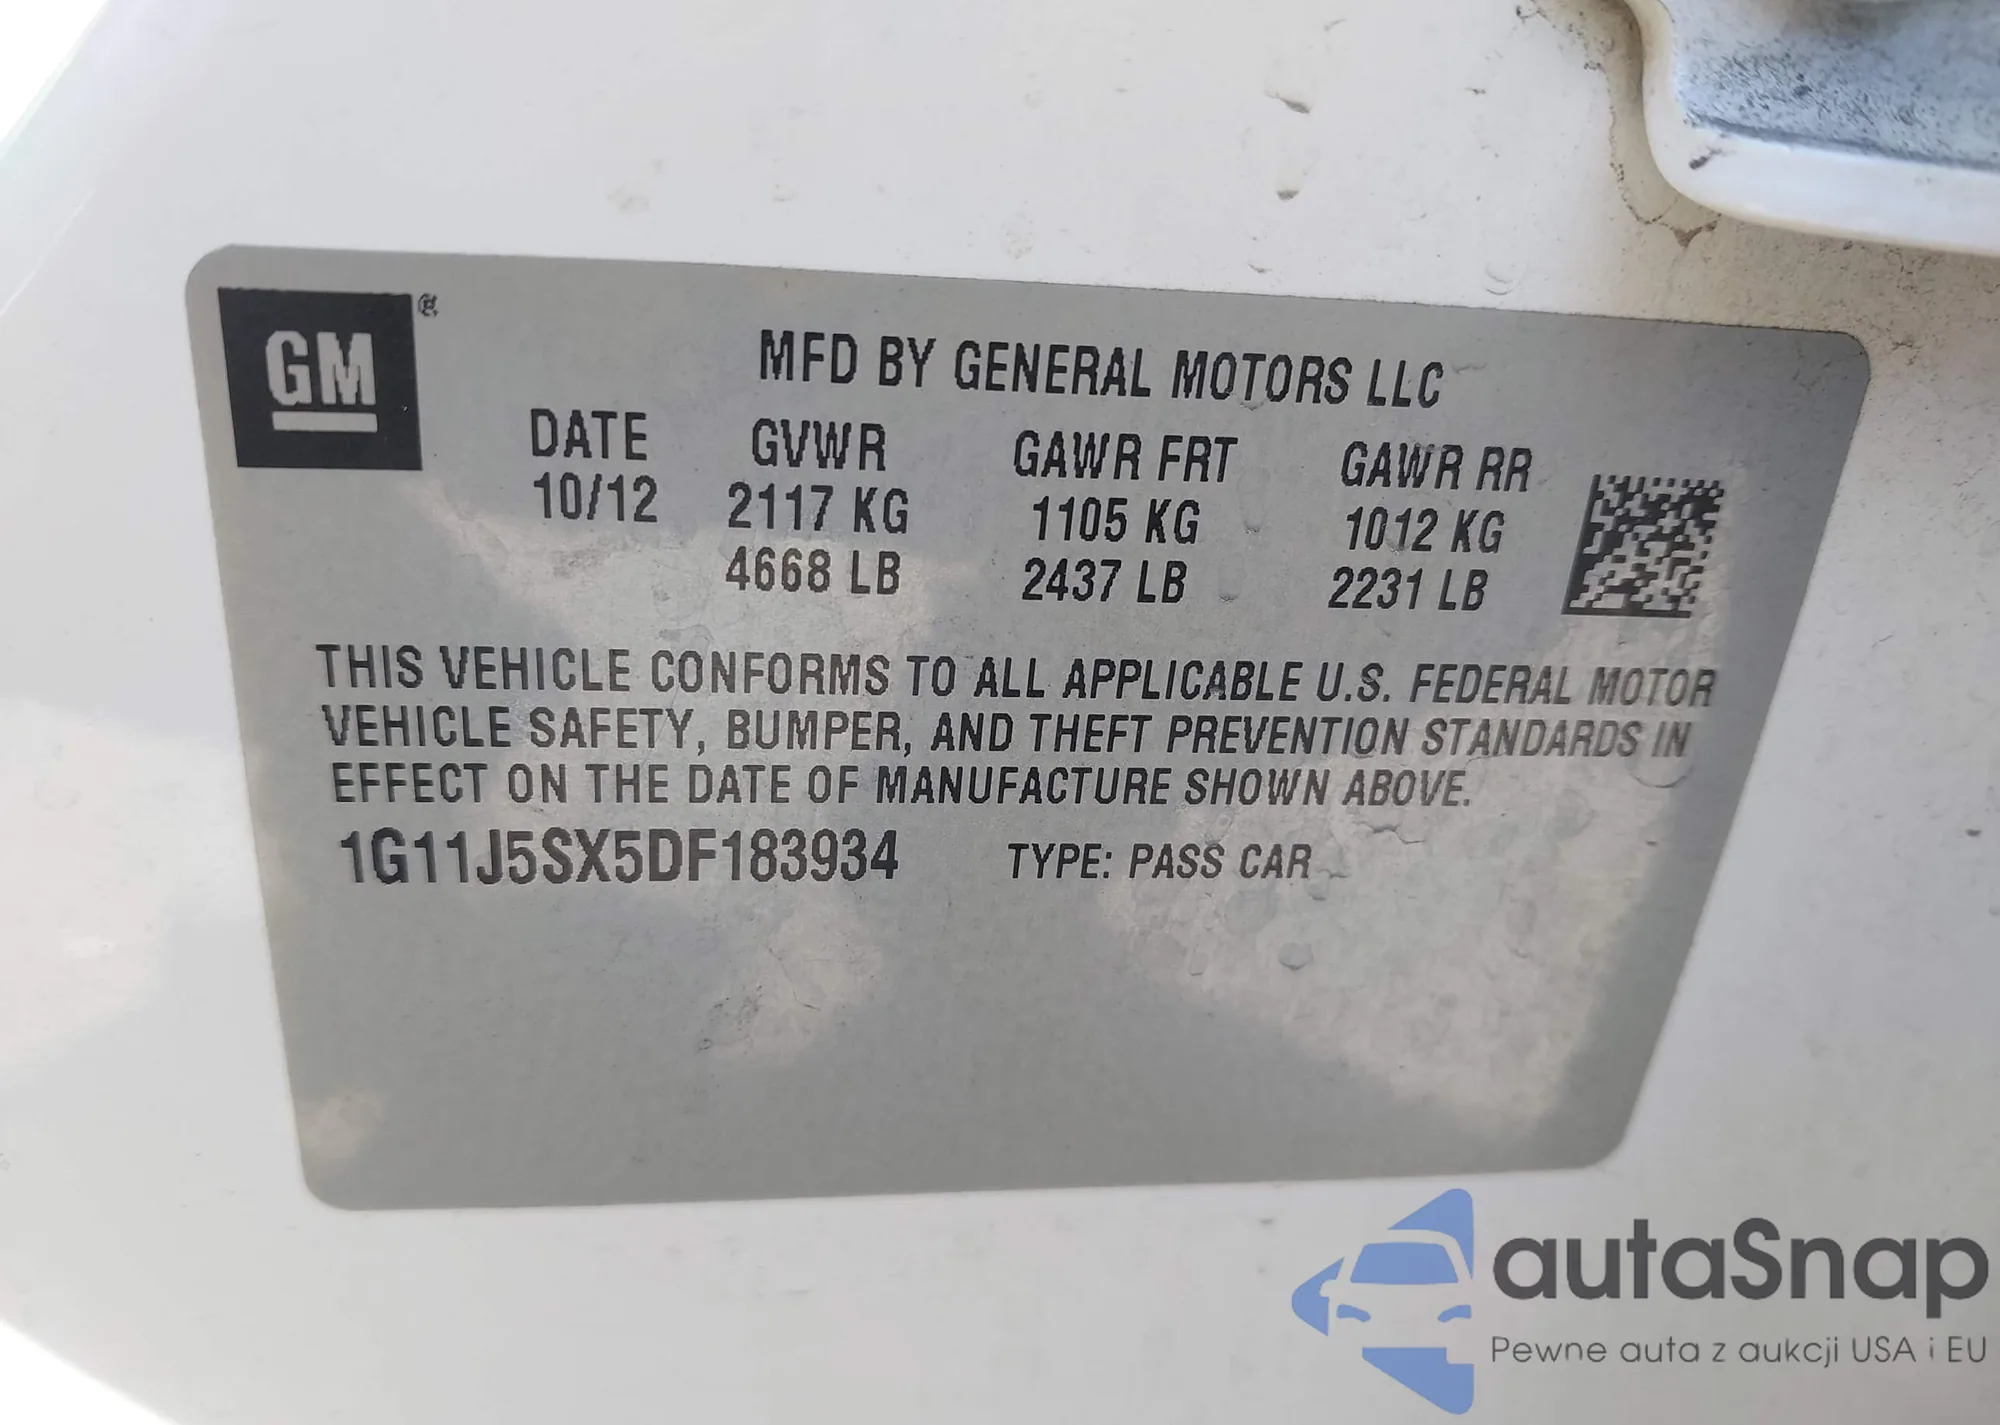 GM
MFD BY GENERAL MOTORS LLC
DATE GVWR GAWR FRT GAWR RR
10/12 2117 KG 1105 KG 1012 KG
4668 LB 2437 LB 2231 LB
THIS VEHICLE CONFORMS TO ALL APPLICABLE U.S. FEDERAL MOTOR
VEHICLE SAFETY, BUMPER, AND THEFT PREVENTION STANDARDS IN
EFFECT ON THE DATE OF MANUFACTURE SHOWN ABOVE.
1G11J5SX5DF183934 TYPE: PASS CAR
autaSnap
Pewne auta z aukcji USA i EU